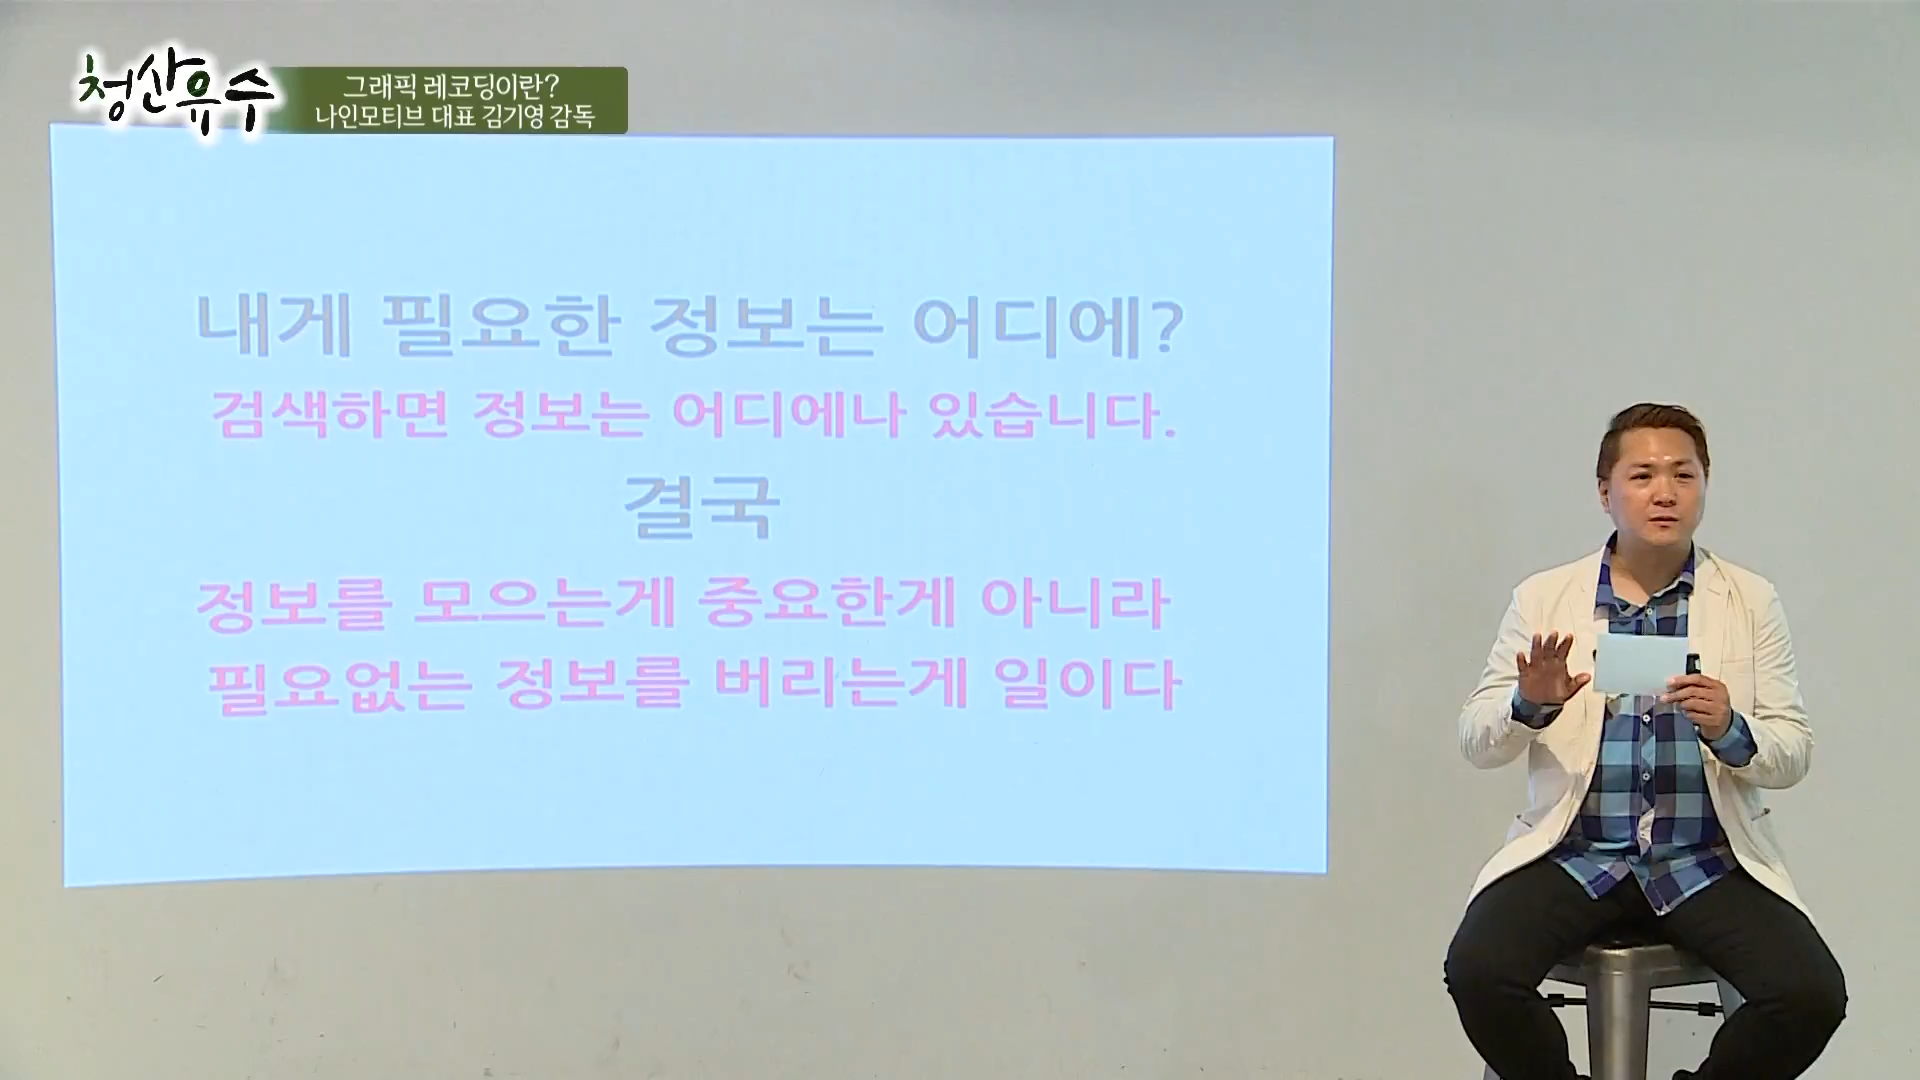 청산유수
그래픽 레코딩이란?
나인모티브 대표 김기영 감독
내게 필요한 정보는 어디에?
검색하면 정보는 어디에나 있습니다.
결국
정보를 모으는게 중요한게 아니라
필요없는 정보를 버리는게 일이다